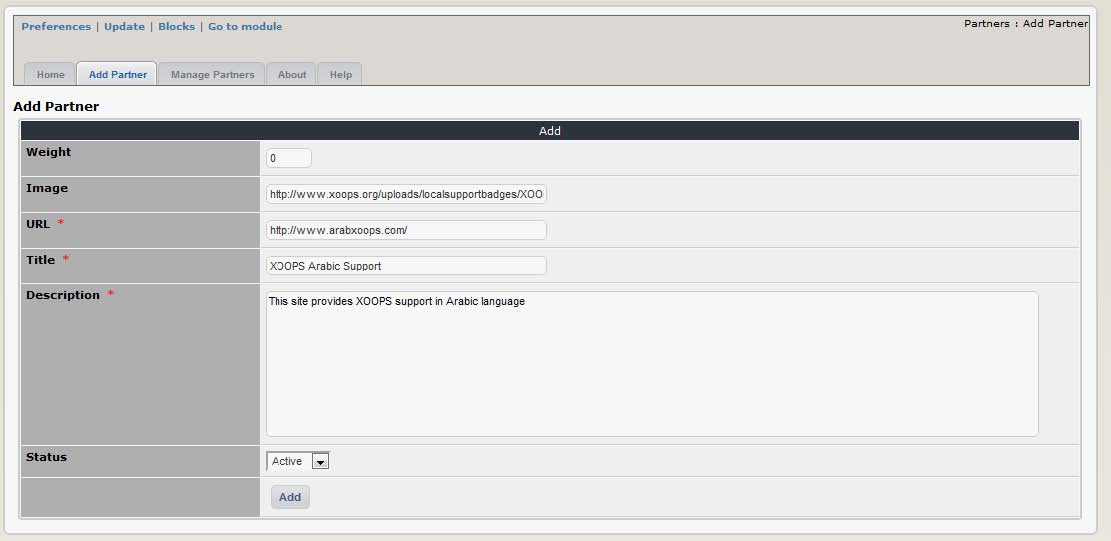 Preferences | Update | Blocks | Go to module
Partners : Add Partner
Home
Add Partner
Manage Partners
About
Help
Add Partner
Add
Weight
0
Image
http://www.xoops.org/uploads/localsupportbadges/XOO
URL *
http://www.arabxoops.com/
Title *
XOOPS Arabic Support
Description *
This site provides XOOPS support in Arabic language
Status
Active
Add